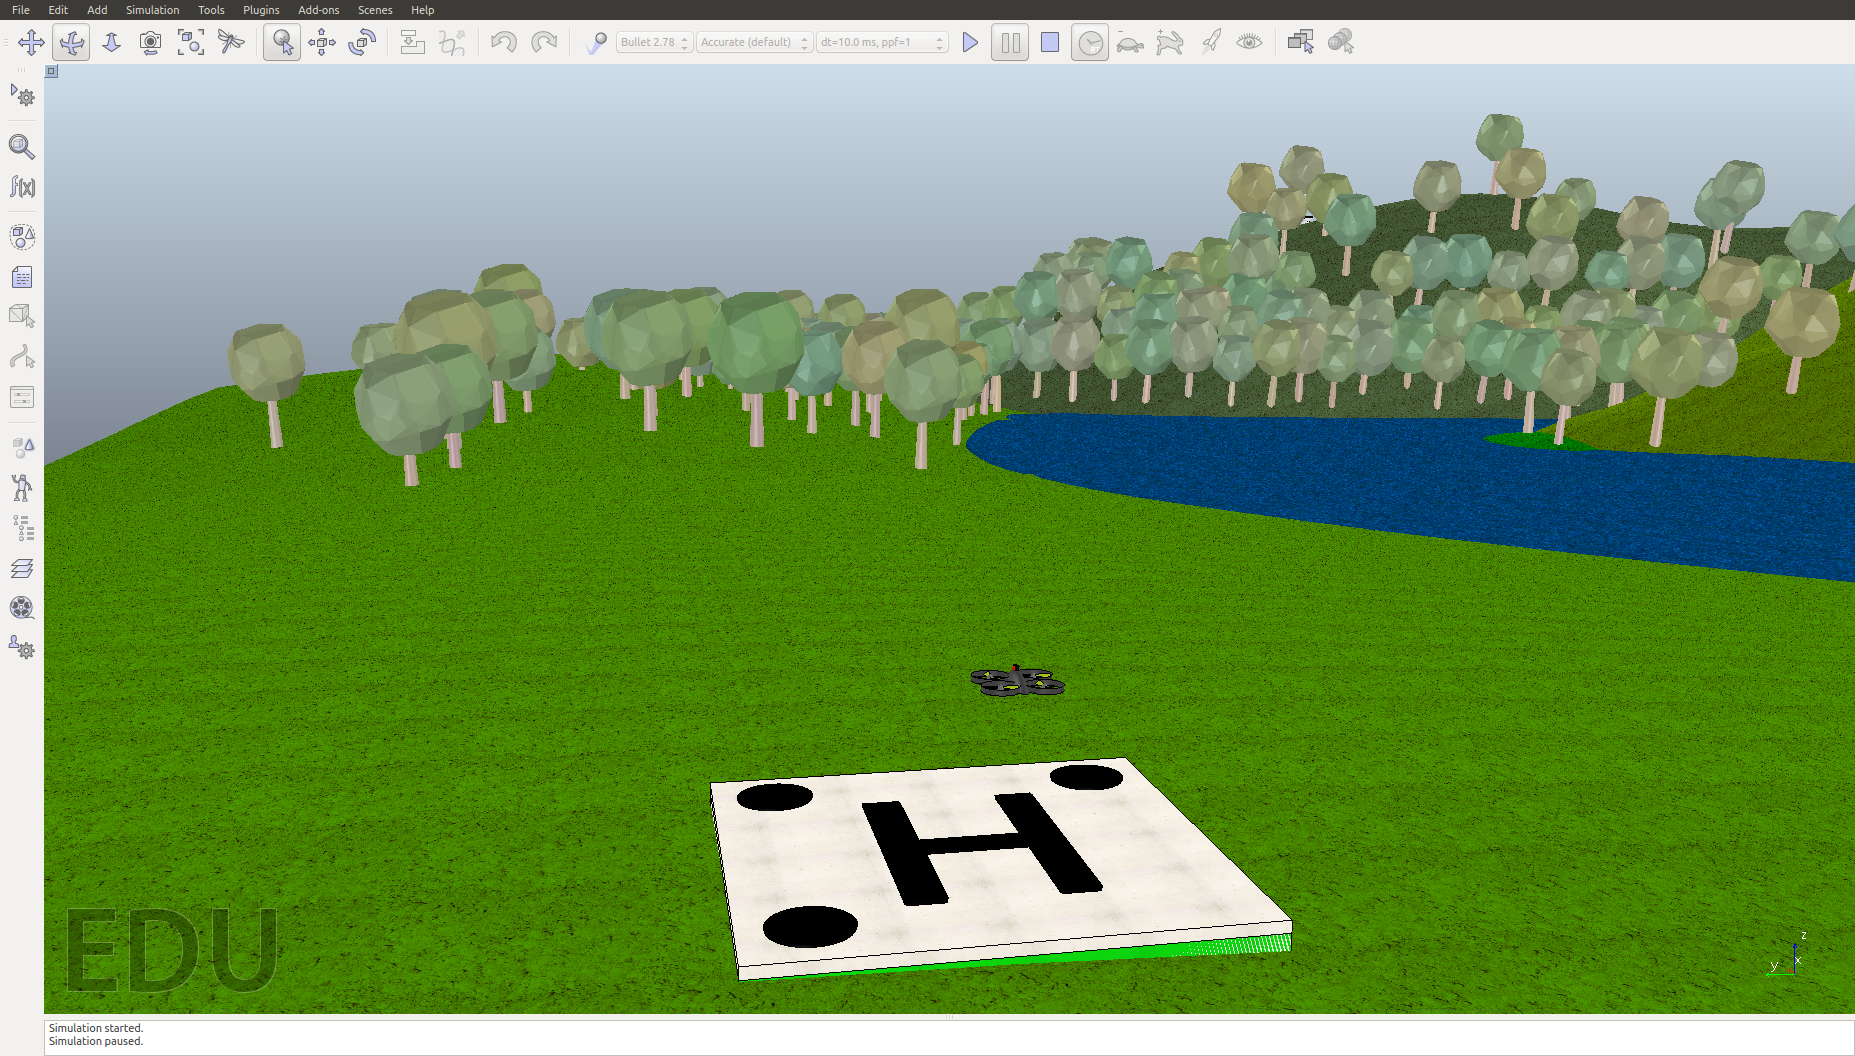 File Edit Add Simulation Tools Plugins Add-ons Scenes Help
Bullet 2.78 Accurate (default) dt=10.0 ms, ppf=1
f(x)
H
EDU
z
y x
Simulation started.
Simulation paused.